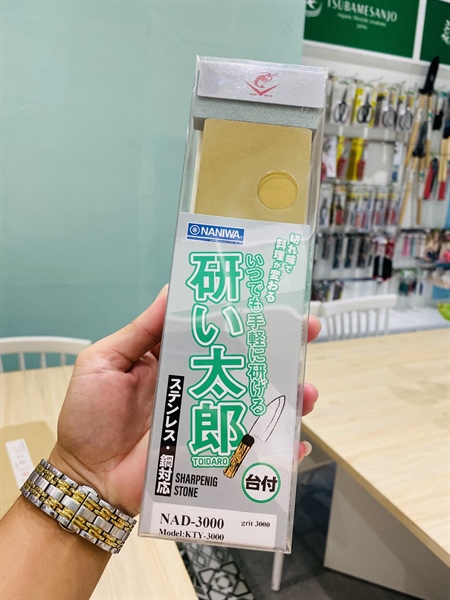 TSUBAMESANJO
NANIWA
切れ味で
料理が変わる
いつでも手軽に研げる
研い太郎
TOIDARO
ステンレス・鋼対応
SHARPENIG
STONE
台付
NAD-3000 grit 3000
Model:KTY-3000